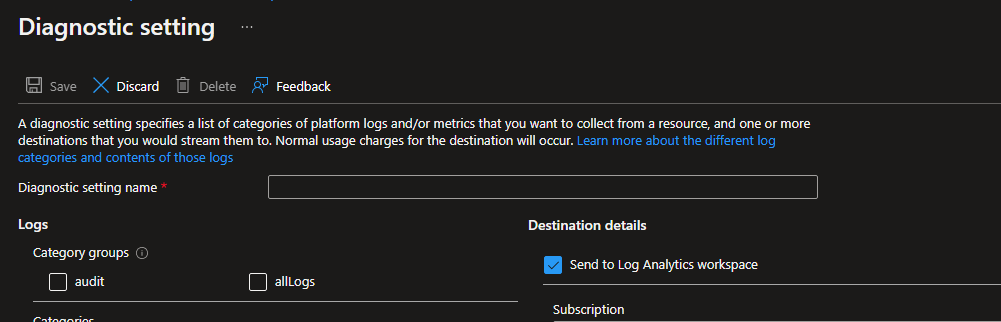 Diagnostic setting ...
Save Discard Delete Feedback
A diagnostic setting specifies a list of categories of platform logs and/or metrics that you want to collect from a resource, and one or more
destinations that you would stream them to. Normal usage charges for the destination will occur. Learn more about the different log
categories and contents of those logs
Diagnostic setting name *
Logs
Category groups
audit allLogs
Categories
Destination details
Send to Log Analytics workspace
Subscription